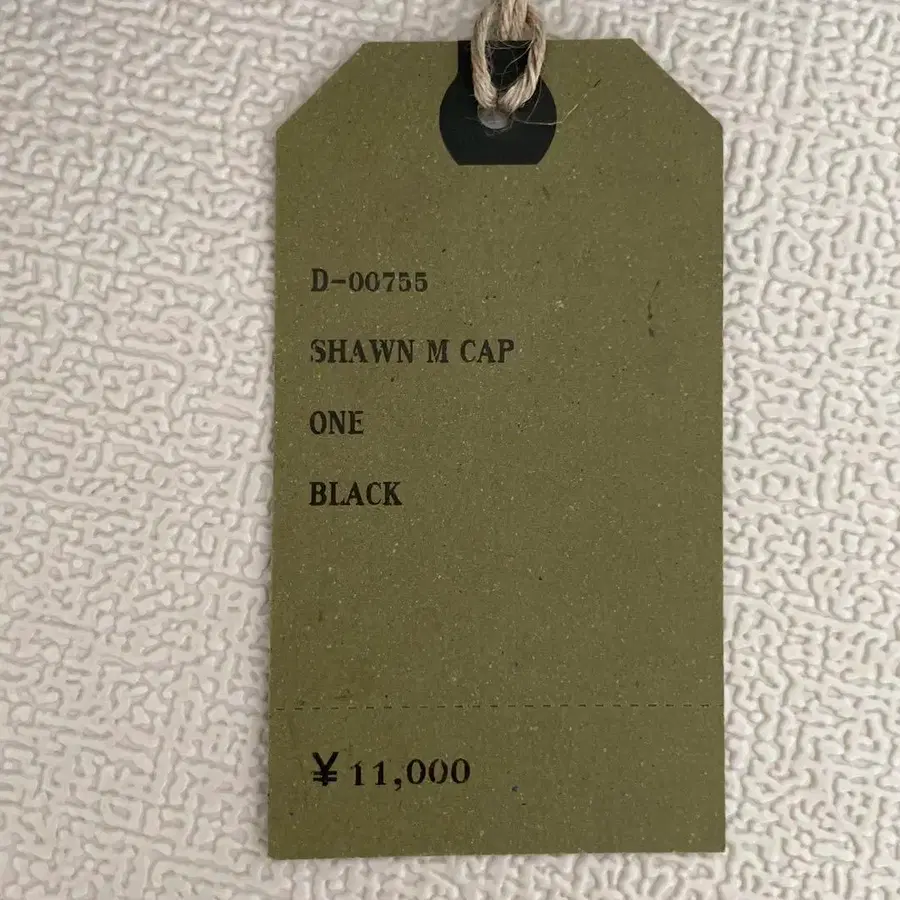 D-00755
SHAWN M CAP
ONE
BLACK
¥11,000